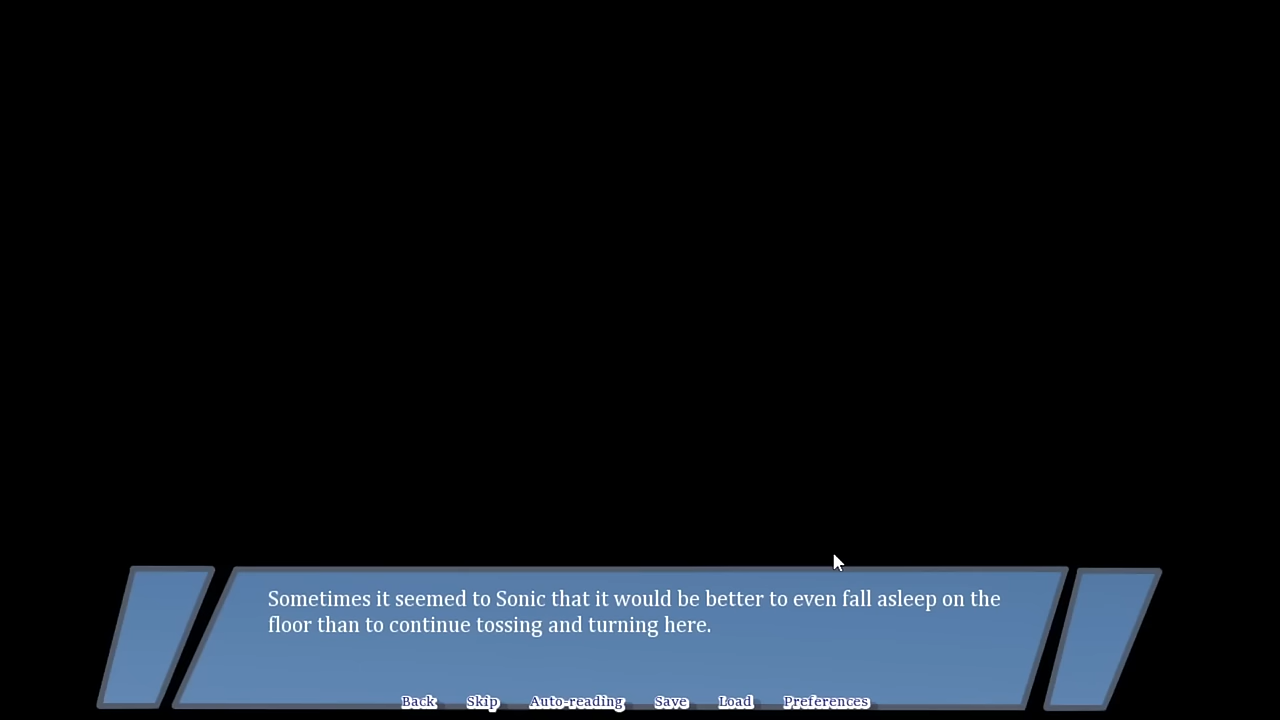 Sometimes it seemed to Sonic that it would be better to even fall asleep on the
floor than to continue tossing and turning here.
Back Skip Auto-reading Save Load Preferences